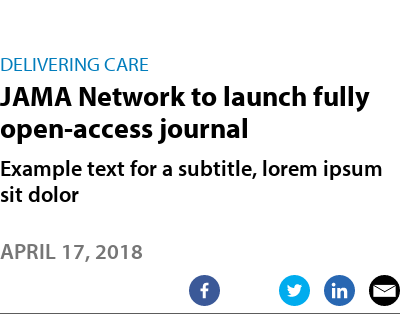 DELIVERING CARE
JAMA Network to launch fully
open-access journal
Example text for a subtitle, lorem ipsum
sit dolor
APRIL 17, 2018